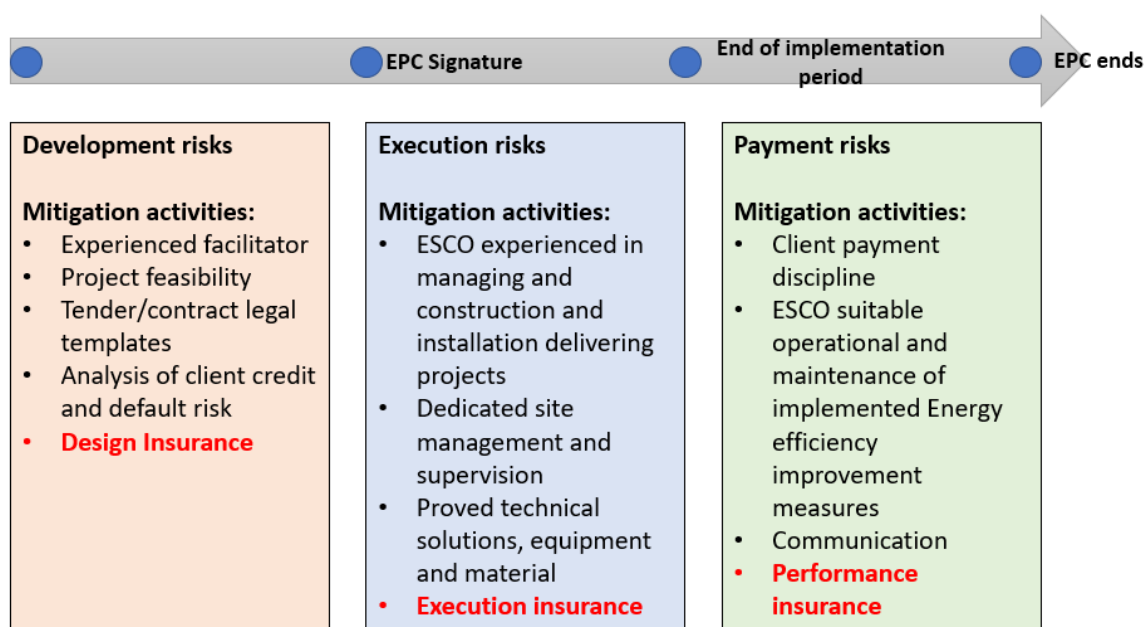 EPC Signature
End of implementation
period
EPC ends
Development risks
Mitigation activities:
• Experienced facilitator
• Project feasibility
• Tender/contract legal
templates
• Analysis of client credit
and default risk
• Design Insurance
Execution risks
Mitigation activities:
• ESCO experienced in
managing and
construction and
installation delivering
projects
• Dedicated site
management and
supervision
• Proved technical
solutions, equipment
and material
• Execution insurance
Payment risks
Mitigation activities:
• Client payment
discipline
• ESCO suitable
operational and
maintenance of
implemented Energy
efficiency
improvement
measures
• Communication
• Performance
insurance